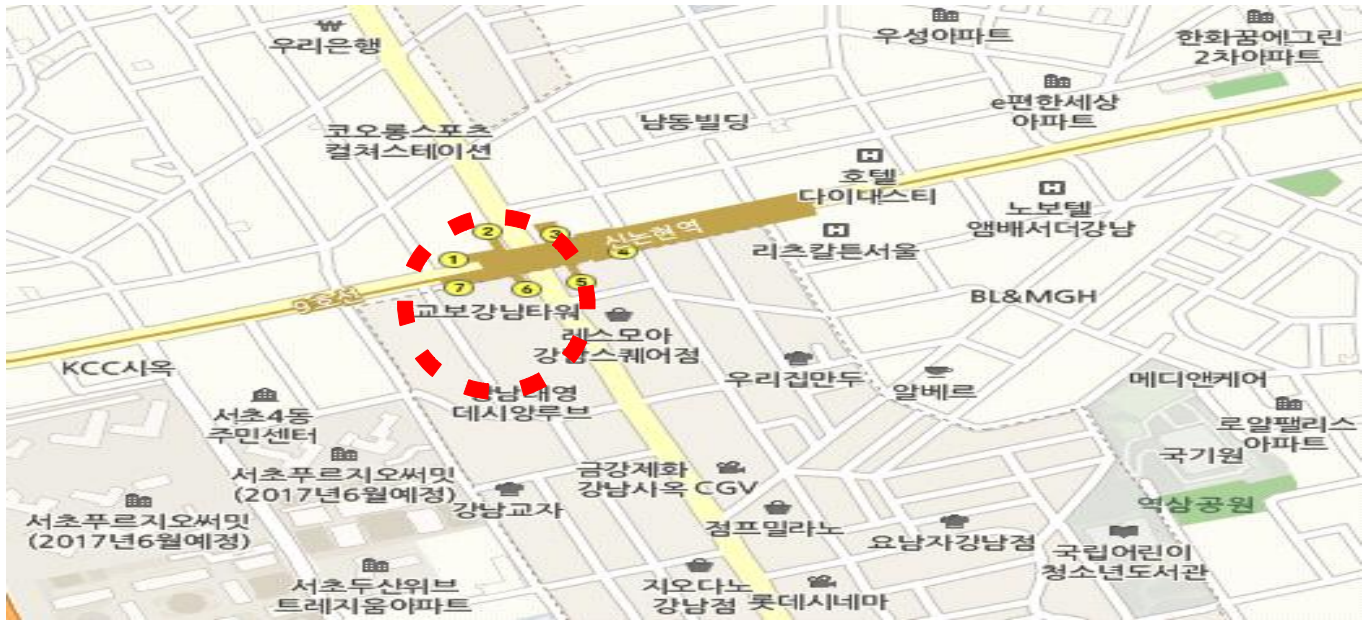 우리은행
우성아파트
한화꿈에그린
2차아파트
e편한세상
아파트
코오롱스포츠
컬쳐스테이션
남동빌딩
호텔
다이내스티
노보텔
앰배서더강남
리츠칼튼서울
신논현역
1
2
3
4
5
6
7
9호선
교보강남타워
BL&MGH
레스모아
강남스퀘어점
KCC사옥
우리집만두
알베르
메디앤케어
강남태영
데시앙루브
서초4동
주민센터
로얄팰리스
아파트
국기원
서초푸르지오써밋
(2017년6월예정)
금강제화
강남사옥 CGV
강남교자
역삼공원
서초푸르지오써밋
(2017년6월예정)
점프밀라노
요남자강남점
국립어린이
청소년도서관
서초두산위브
트레지움아파트
지오다노
강남점
롯데시네마